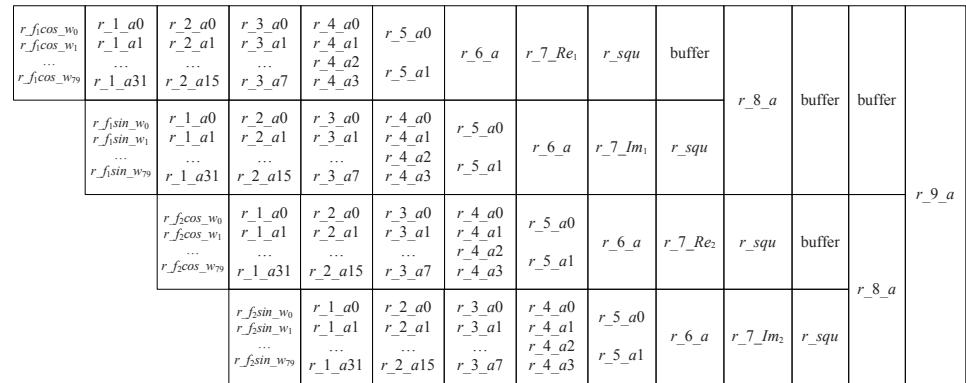 r_f₁cos_w₀
r_f₁cos_w₁
…
r_f₁cos_w₇₉
r_1_a0
r_1_a1
…
r_1_a31
r_2_a0
r_2_a1
…
r_2_a15
r_3_a0
r_3_a1
…
r_3_a7
r_4_a0
r_4_a1
r_4_a2
r_4_a3
r_5_a0
r_5_a1
r_6_a
r_7_Re₁
r_squ
buffer
r_8_a
buffer
buffer
r_9_a
r_f₁sin_w₀
r_f₁sin_w₁
…
r_f₁sin_w₇₉
r_1_a0
r_1_a1
…
r_1_a31
r_2_a0
r_2_a1
…
r_2_a15
r_3_a0
r_3_a1
…
r_3_a7
r_4_a0
r_4_a1
r_4_a2
r_4_a3
r_5_a0
r_5_a1
r_6_a
r_7_Im₁
r_squ
r_f₂cos_w₀
r_f₂cos_w₁
…
r_f₂cos_w₇₉
r_1_a0
r_1_a1
…
r_1_a31
r_2_a0
r_2_a1
…
r_2_a15
r_3_a0
r_3_a1
…
r_3_a7
r_4_a0
r_4_a1
r_4_a2
r_4_a3
r_5_a0
r_5_a1
r_6_a
r_7_Re₂
r_squ
buffer
r_8_a
r_f₂sin_w₀
r_f₂sin_w₁
…
r_f₂sin_w₇₉
r_1_a0
r_1_a1
…
r_1_a31
r_2_a0
r_2_a1
…
r_2_a15
r_3_a0
r_3_a1
…
r_3_a7
r_4_a0
r_4_a1
r_4_a2
r_4_a3
r_5_a0
r_5_a1
r_6_a
r_7_Im₂
r_squ